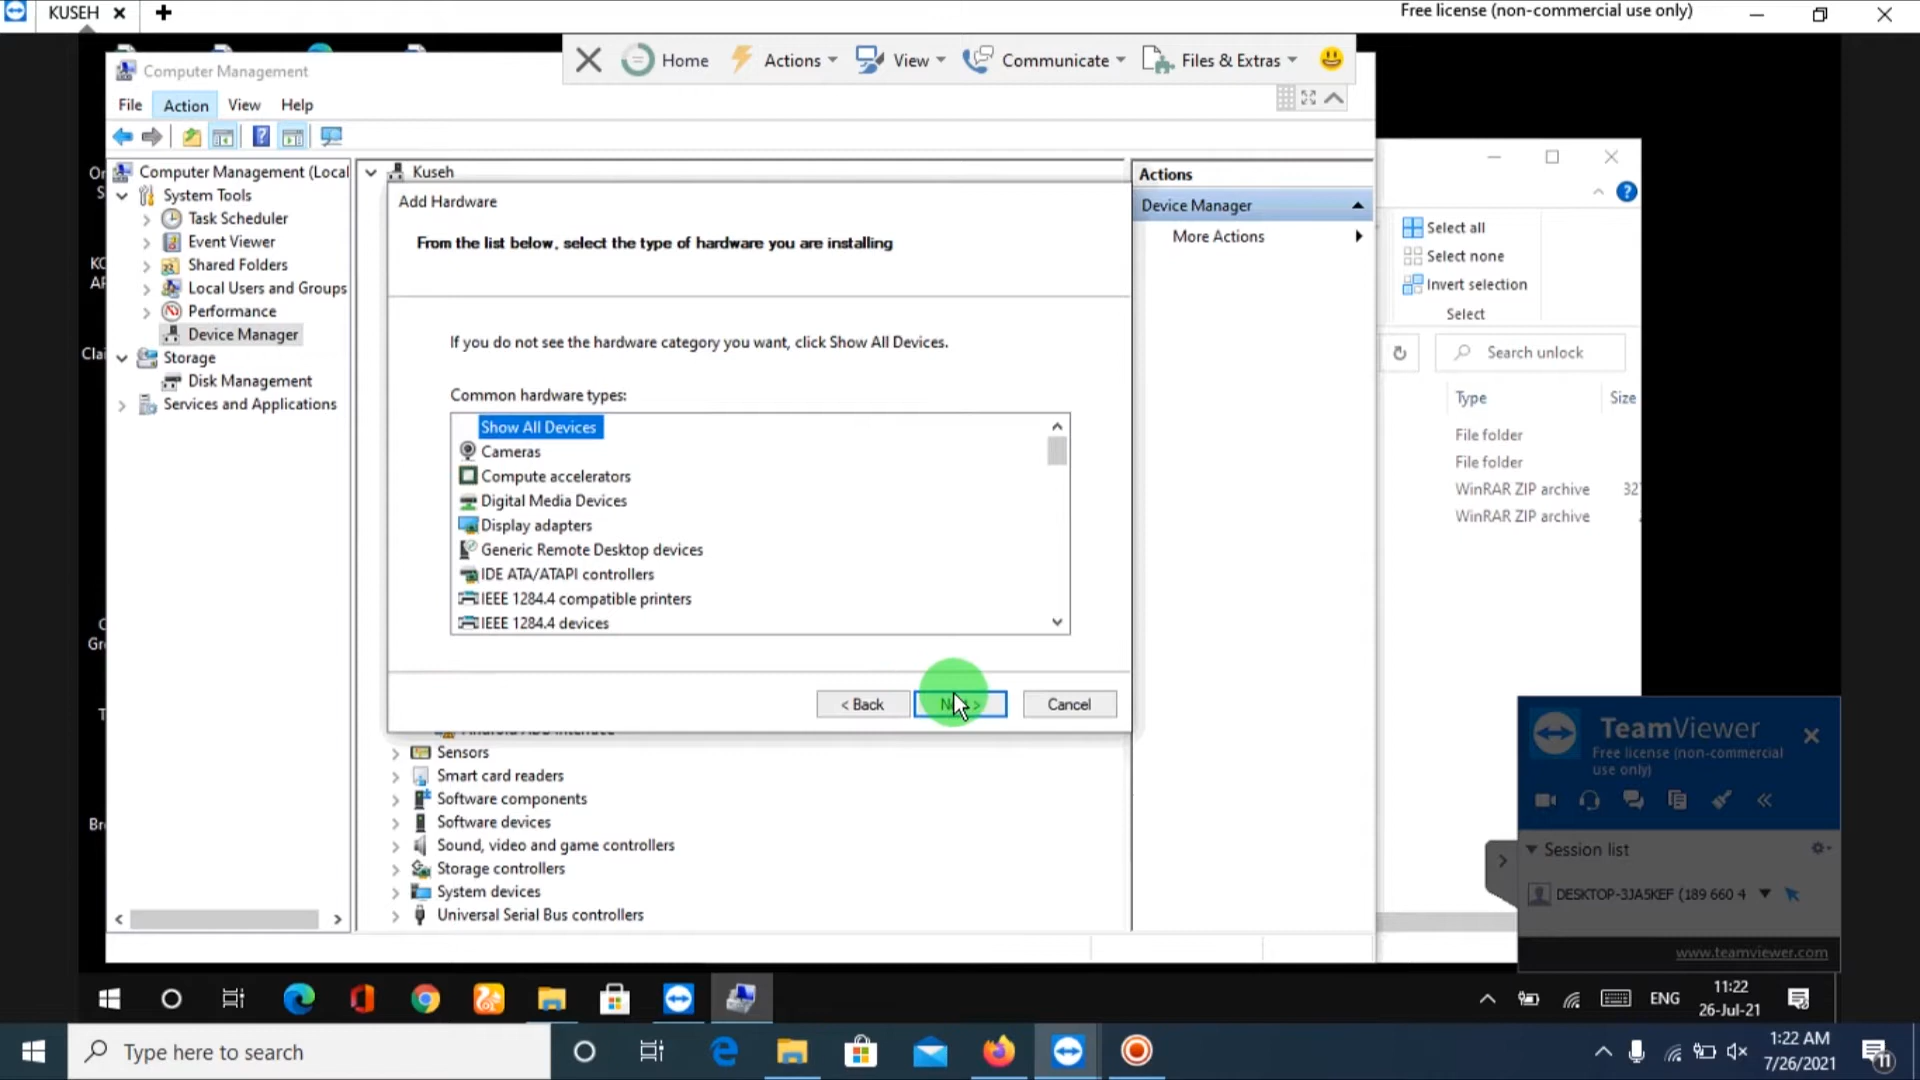 KUSEH
Free license (non-commercial use only)
Home
Actions
View
Communicate
Files & Extras
Computer Management
File
Action
View
Help
Computer Management (Local
System Tools
Task Scheduler
Event Viewer
Shared Folders
Local Users and Groups
Performance
Device Manager
Storage
Disk Management
Services and Applications
Kuseh
Add Hardware
From the list below, select the type of hardware you are installing
If you do not see the hardware category you want, click Show All Devices.
Common hardware types:
Show All Devices
Cameras
Compute accelerators
Digital Media Devices
Display adapters
Generic Remote Desktop devices
IDE ATA/ATAPI controllers
IEEE 1284.4 compatible printers
IEEE 1284.4 devices
< Back
Cancel
Sensors
Smart card readers
Software components
Software devices
Sound, video and game controllers
Storage controllers
System devices
Universal Serial Bus controllers
Actions
Device Manager
More Actions
Select all
Select none
Invert selection
Select
Search unlock
Type
Size
File folder
File folder
WinRAR ZIP archive
WinRAR ZIP archive
TeamViewer
Free license (non-commercial
use only)
Session list
DESKTOP-3JA5KEF (189 660 4
www.teamviewer.com
ENG
11:22
26-Jul-21
Type here to search
1:22 AM
7/26/2021
11